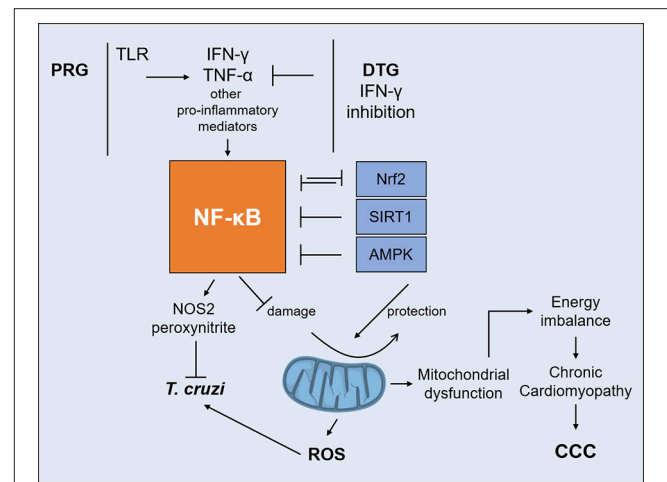 PRG
TLR
IFN-γ
TNF-α
other
pro-inflammatory
mediators
DTG
IFN-γ
inhibition
NF-κB
Nrf2
SIRT1
AMPK
NOS2
peroxynitrite
damage
protection
T. cruzi
Mitochondrial
dysfunction
Energy
imbalance
Chronic
Cardiomyopathy
ROS
CCC